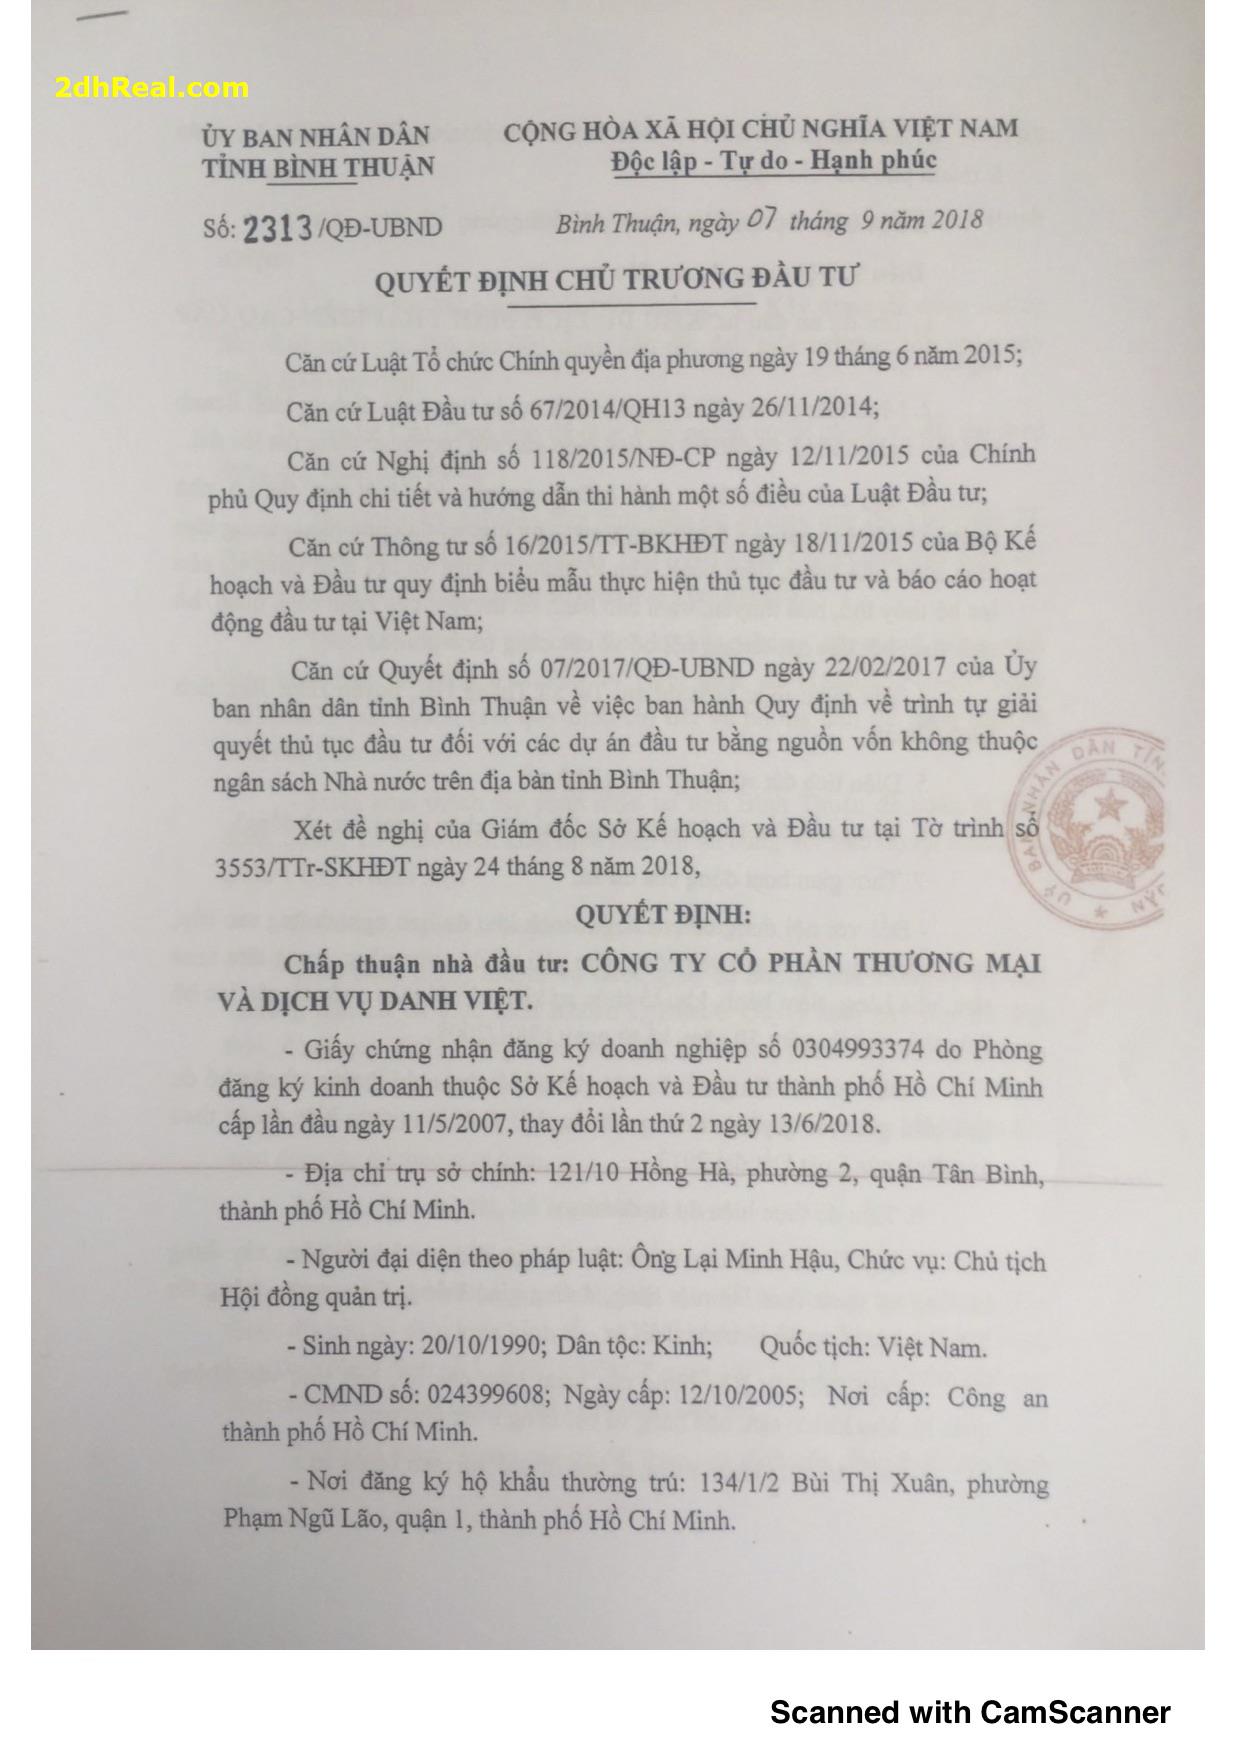 2dhReal.com
ỦY BAN NHÂN DÂN
TỈNH BÌNH THUẬN
CỘNG HÒA XÃ HỘI CHỦ NGHĨA VIỆT NAM
Độc lập - Tự do - Hạnh phúc
Số: 2313/QĐ-UBND
Bình Thuận, ngày 07 tháng 9 năm 2018
QUYẾT ĐỊNH CHỦ TRƯƠNG ĐẦU TƯ
Căn cứ Luật Tổ chức Chính quyền địa phương ngày 19 tháng 6 năm 2015;
Căn cứ Luật Đầu tư số 67/2014/QH13 ngày 26/11/2014;
Căn cứ Nghị định số 118/2015/NĐ-CP ngày 12/11/2015 của Chính
phủ Quy định chi tiết và hướng dẫn thi hành một số điều của Luật Đầu tư;
Căn cứ Thông tư số 16/2015/TT-BKHĐT ngày 18/11/2015 của Bộ Kế
hoạch và Đầu tư quy định biểu mẫu thực hiện thủ tục đầu tư và báo cáo hoạt
động đầu tư tại Việt Nam;
Căn cứ Quyết định số 07/2017/QĐ-UBND ngày 22/02/2017 của Ủy
ban nhân dân tỉnh Bình Thuận về việc ban hành Quy định về trình tự giải
quyết thủ tục đầu tư đối với các dự án đầu tư bằng nguồn vốn không thuộc
ngân sách Nhà nước trên địa bàn tỉnh Bình Thuận;
Xét đề nghị của Giám đốc Sở Kế hoạch và Đầu tư tại Tờ trình số
3553/TTr-SKHĐT ngày 24 tháng 8 năm 2018,
ỦY BAN NHÂN DÂN TỈN
QUYẾT ĐỊNH:
Chấp thuận nhà đầu tư: CÔNG TY CỔ PHẦN THƯƠNG MẠI
VÀ DỊCH VỤ DANH VIỆT.
- Giấy chứng nhận đăng ký doanh nghiệp số 0304993374 do Phòng
đăng ký kinh doanh thuộc Sở Kế hoạch và Đầu tư thành phố Hồ Chí Minh
cấp lần đầu ngày 11/5/2007, thay đổi lần thứ 2 ngày 13/6/2018.
- Địa chỉ trụ sở chính: 121/10 Hồng Hà, phường 2, quận Tân Bình,
thành phố Hồ Chí Minh.
- Người đại diện theo pháp luật: Ông Lại Minh Hậu, Chức vụ: Chủ tịch
Hội đồng quản trị.
- Sinh ngày: 20/10/1990; Dân tộc: Kinh; Quốc tịch: Việt Nam.
- CMND số: 024399608; Ngày cấp: 12/10/2005; Nơi cấp: Công an
thành phố Hồ Chí Minh.
- Nơi đăng ký hộ khẩu thường trú: 134/1/2 Bùi Thị Xuân, phường
Phạm Ngũ Lão, quận 1, thành phố Hồ Chí Minh.
Scanned with CamScanner